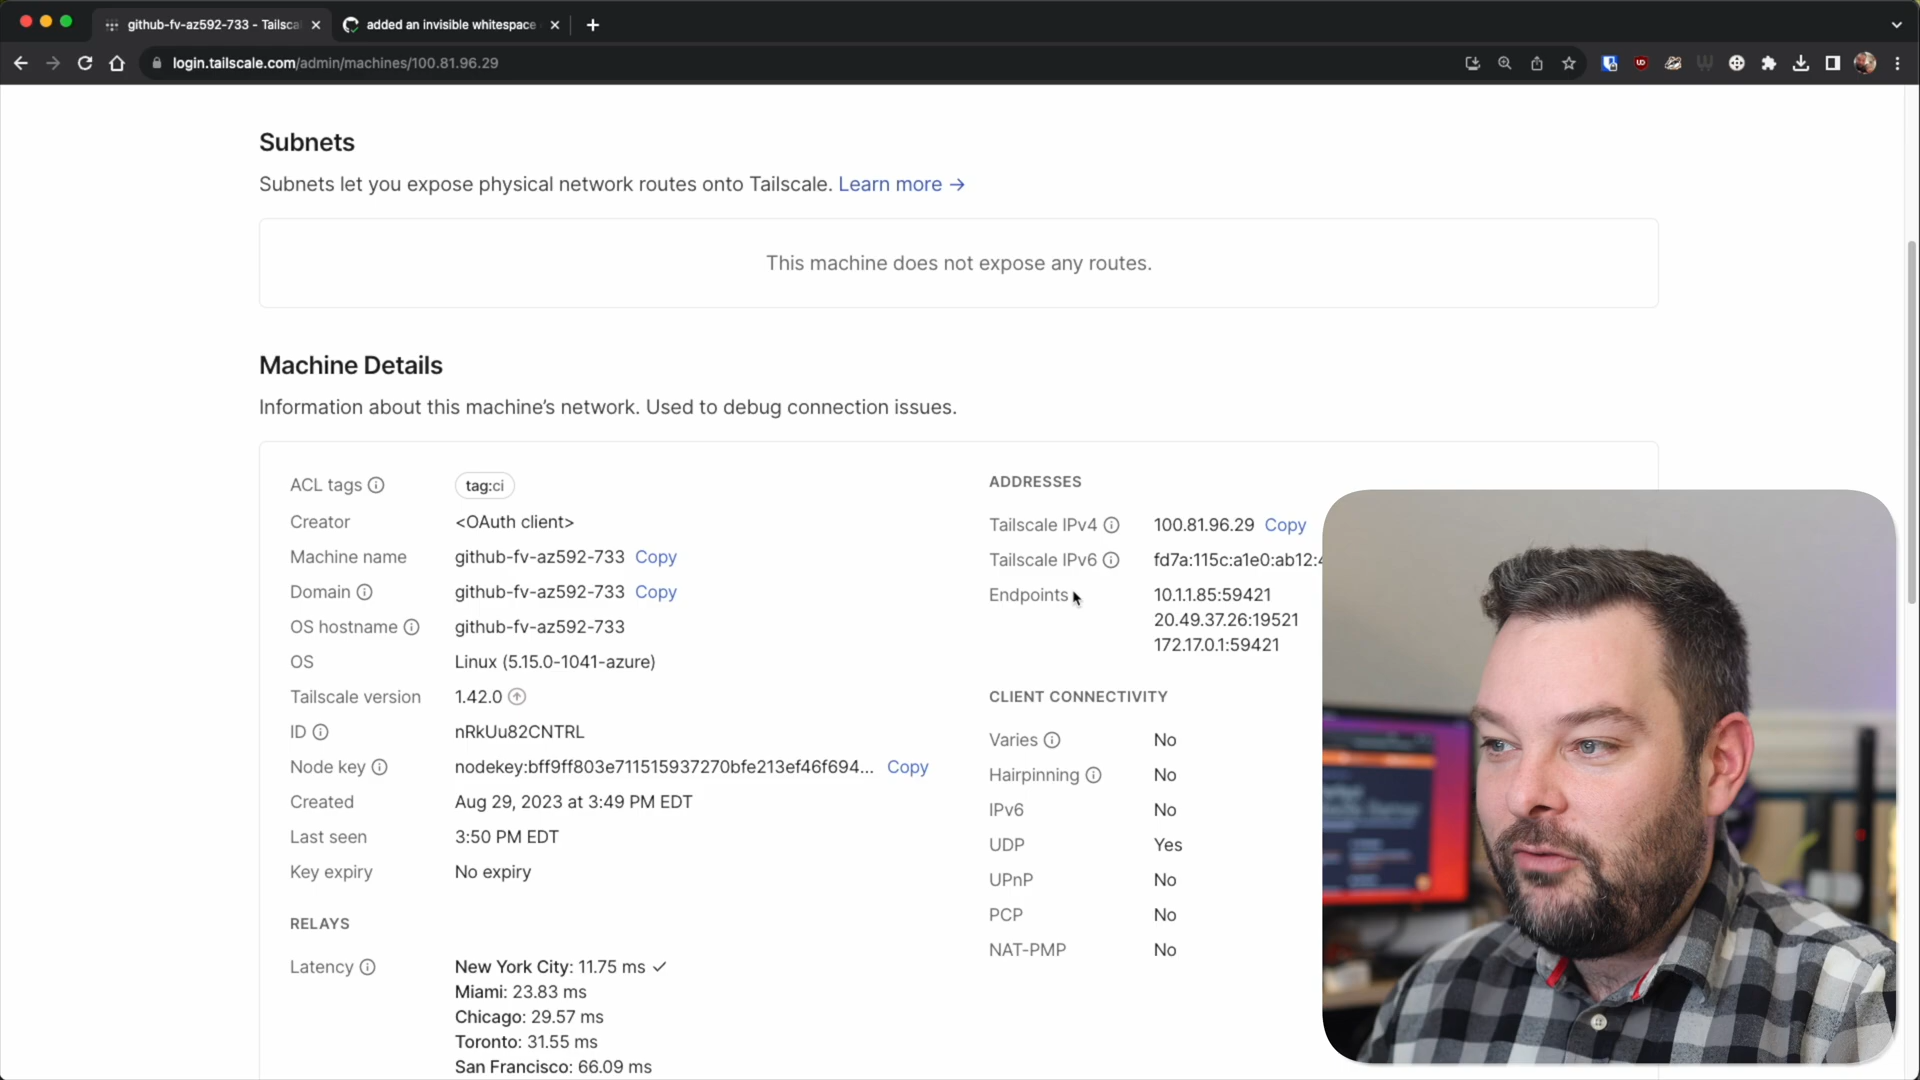 github-fv-az592-733 - Tailsca
added an invisible whitespace
login.tailscale.com/admin/machines/100.81.96.29
Subnets
Subnets let you expose physical network routes onto Tailscale. Learn more →
This machine does not expose any routes.
Machine Details
Information about this machine’s network. Used to debug connection issues.
ACL tags tag:ci
Creator <OAuth client>
Machine name github-fv-az592-733 Copy
Domain github-fv-az592-733 Copy
OS hostname github-fv-az592-733
OS Linux (5.15.0-1041-azure)
Tailscale version 1.42.0
ID nRkUu82CNTRL
Node key nodekey:bff9ff803e711515937270bfe213ef46f694... Copy
Created Aug 29, 2023 at 3:49 PM EDT
Last seen 3:50 PM EDT
Key expiry No expiry
RELAYS
Latency New York City: 11.75 ms ✓
Miami: 23.83 ms
Chicago: 29.57 ms
Toronto: 31.55 ms
San Francisco: 66.09 ms
ADDRESSES
Tailscale IPv4 100.81.96.29 Copy
Tailscale IPv6 fd7a:115c:a1e0:ab12:4
Endpoints 10.1.1.85:59421
20.49.37.26:19521
172.17.0.1:59421
CLIENT CONNECTIVITY
Varies No
Hairpinning No
IPv6 No
UDP Yes
UPnP No
PCP No
NAT-PMP No